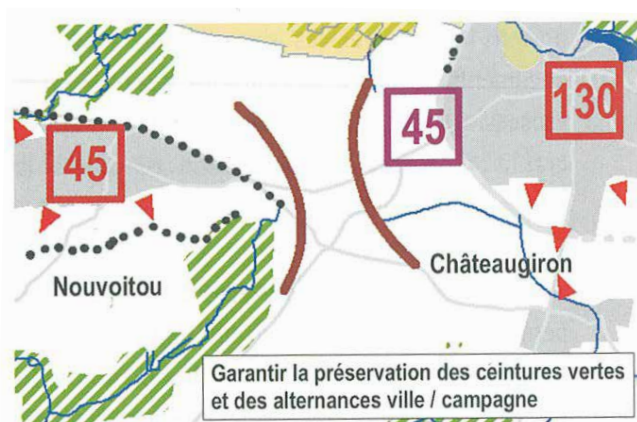 130
45
45
Châteaugiron
Nouvoitou
Garantir la préservation des ceintures vertes
et des alternances ville / campagne